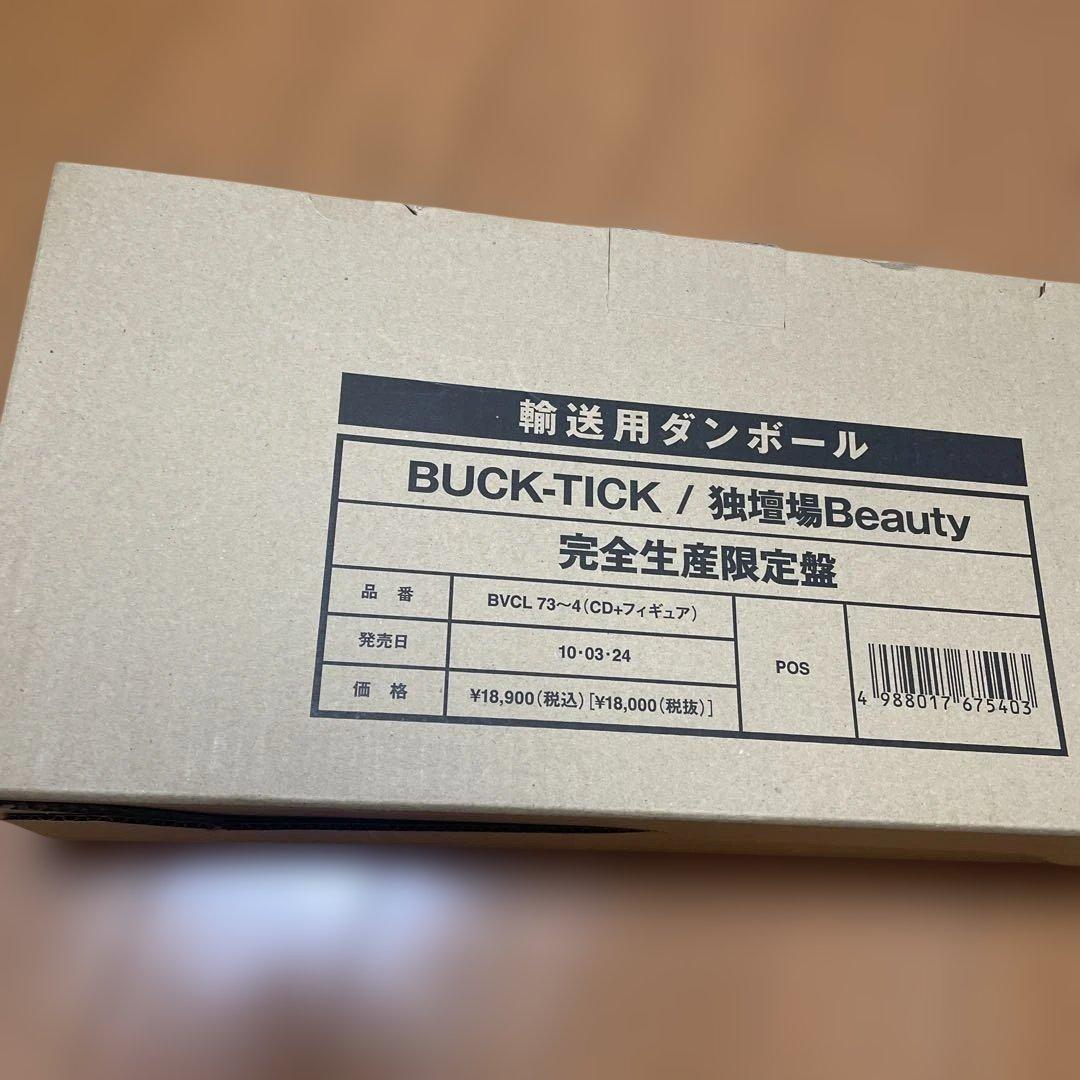 輸送用ダンボール
BUCK-TICK / 独壇場Beauty
完全生産限定盤
品 番 BVCL 73〜4(CD+フィギュア)
発売日 10・03・24
価 格 ¥18,900(税込)[¥18,000(税抜)]
POS
4 988017 675403